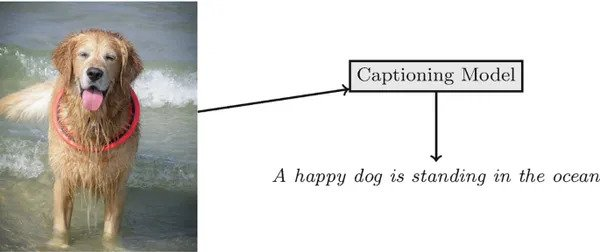 Captioning Model
A happy dog is standing in the ocean